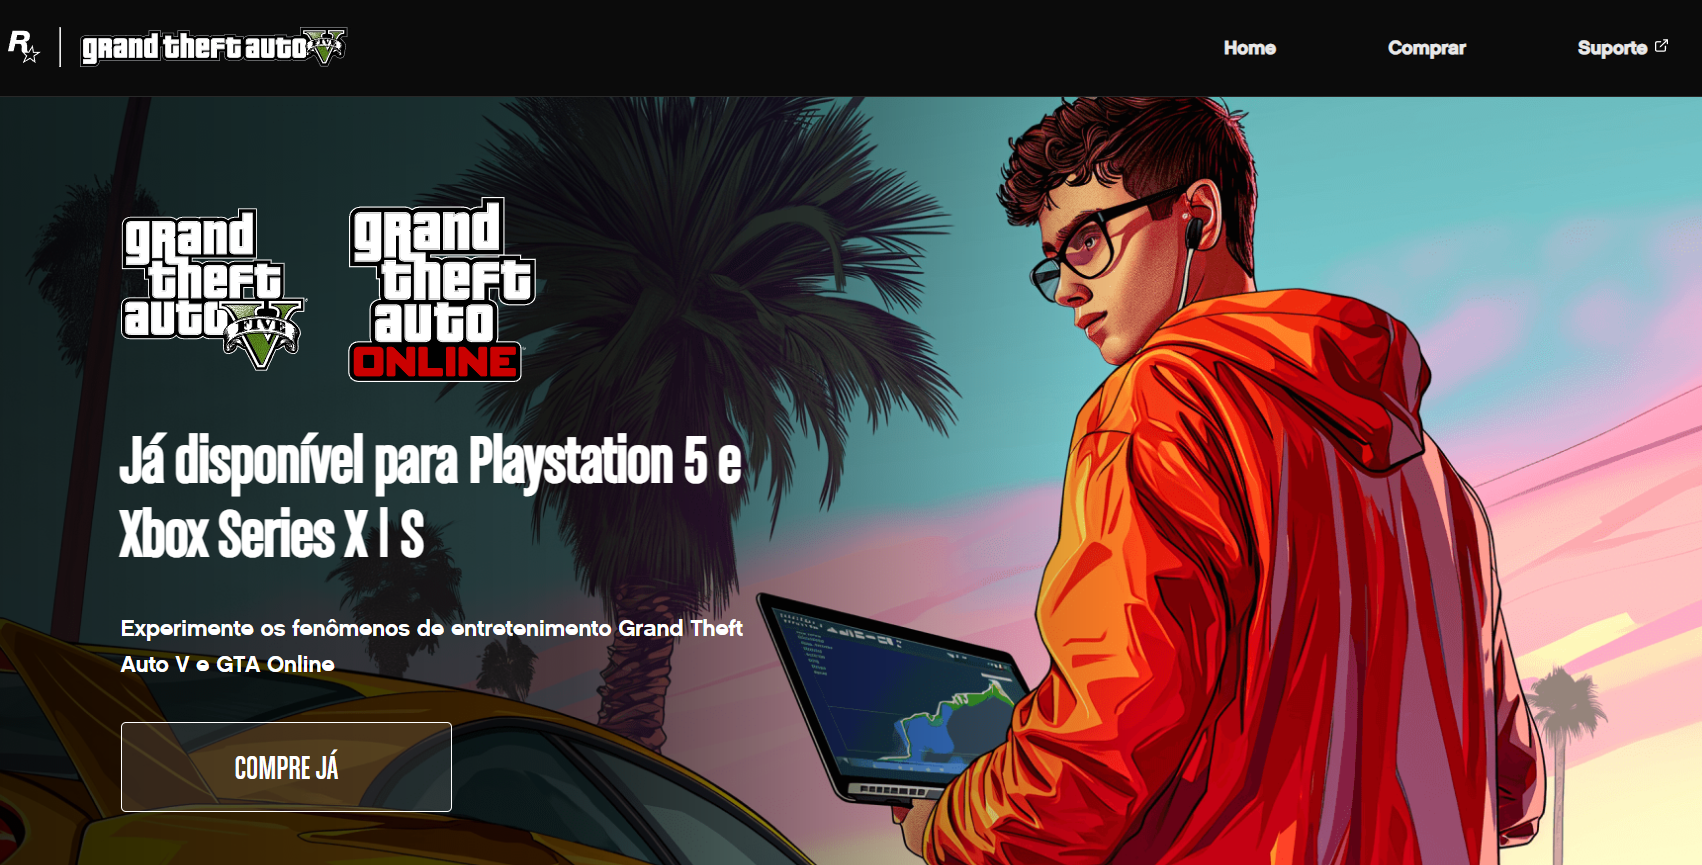 R
grand theft auto V
FIVE
Home
Comprar
Suporte
grand
theft
auto V
FIVE
grand
theft
auto
ONLINE
Já disponível para Playstation 5 e
Xbox Series X | S
Experimente os fenômenos de entretenimento Grand Theft
Auto V e GTA Online
COMPRE JÁ